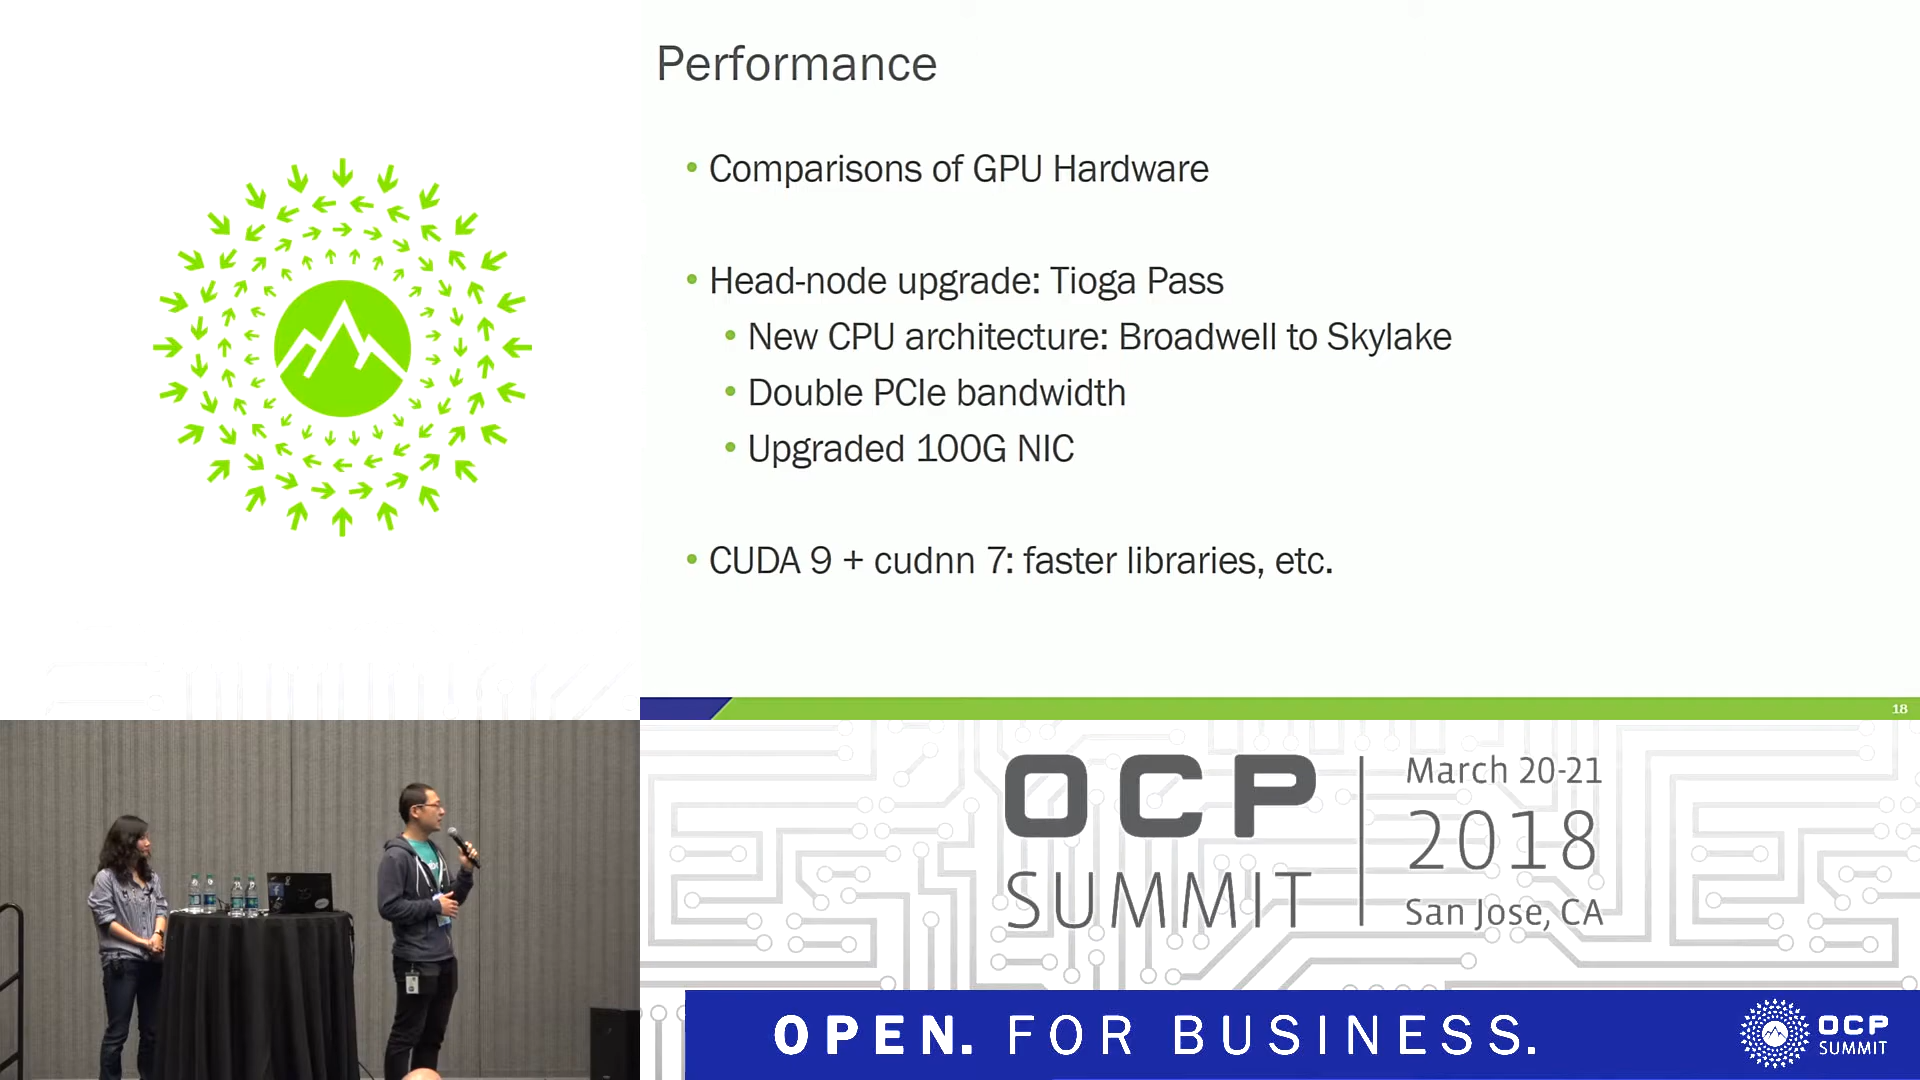 Performance
• Comparisons of GPU Hardware
• Head-node upgrade: Tioga Pass
• New CPU architecture: Broadwell to Skylake
• Double PCIe bandwidth
• Upgraded 100G NIC
• CUDA 9 + cudnn 7: faster libraries, etc.
18
OCP
SUMMIT
March 20-21
2018
San Jose, CA
OPEN. FOR BUSINESS.
OCP
SUMMIT